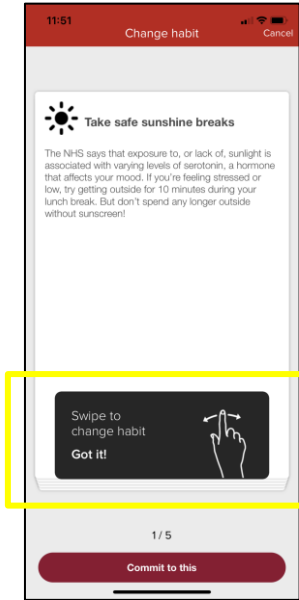 11:51
Change habit
Cancel
Take safe sunshine breaks
The NHS says that exposure to, or lack of, sunlight is
associated with varying levels of serotonin, a hormone
that affects your mood. If you're feeling stressed or
low, try getting outside for 10 minutes during your
lunch break. But don't spend any longer outside
without sunscreen!
Swipe to
change habit
Got it!
1 / 5
Commit to this